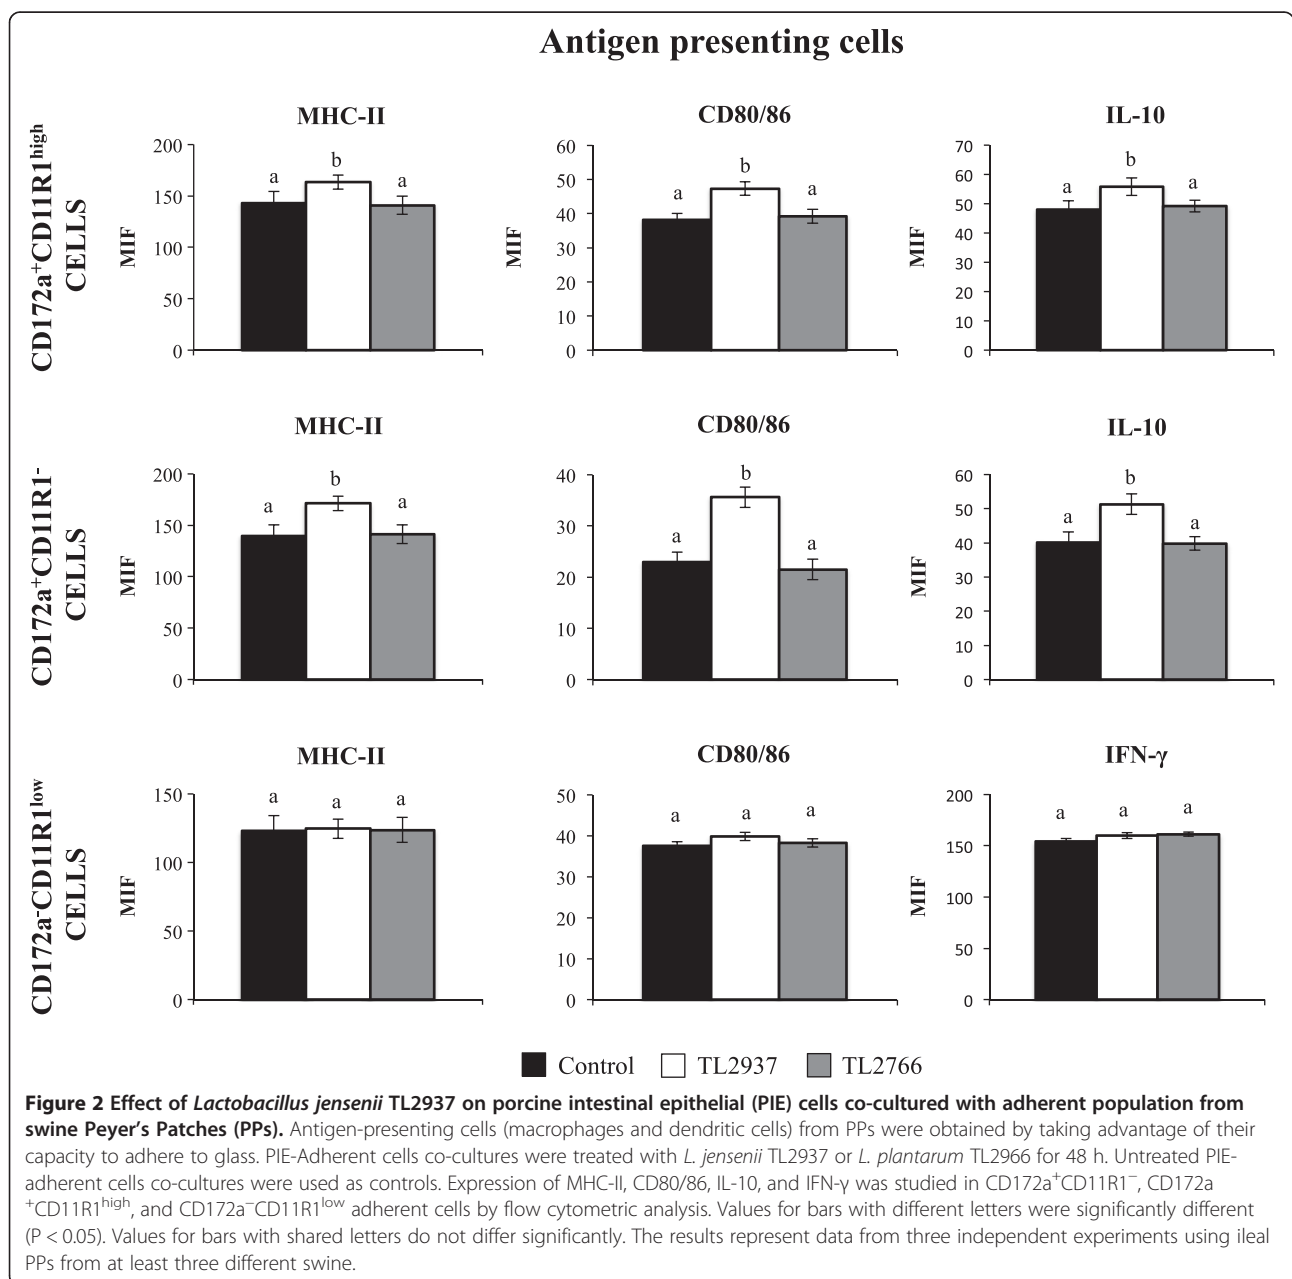 Antigen presenting cells
CD172a+CD11R1high
CELLS
MHC-II
CD80/86
IL-10
MIF
200
150
100
50
0
a
b
a
MIF
60
50
40
30
20
10
0
a
b
a
MIF
70
60
50
40
30
20
10
0
a
b
a
CD172a+CD11R1-
CELLS
MHC-II
CD80/86
IL-10
MIF
200
150
100
50
0
a
b
a
40
30
20
10
0
a
b
a
MIF
60
50
40
30
20
10
0
a
b
a
CD172a-CD11R1low
CELLS
MHC-II
CD80/86
IFN-γ
MIF
150
100
50
0
a
a
a
50
40
30
20
10
0
a
a
a
MIF
200
150
100
50
0
a
a
a
Control TL2937 TL2766
Figure 2 Effect of Lactobacillus jensenii TL2937 on porcine intestinal epithelial (PIE) cells co-cultured with adherent population from
swine Peyer's Patches (PPs). Antigen-presenting cells (macrophages and dendritic cells) from PPs were obtained by taking advantage of their
capacity to adhere to glass. PIE-Adherent cells co-cultures were treated with L. jensenii TL2937 or L. plantarum TL2966 for 48 h. Untreated PIE-
adherent cells co-cultures were used as controls. Expression of MHC-II, CD80/86, IL-10, and IFN-γ was studied in CD172a+CD11R1−, CD172a
+CD11R1high, and CD172a−CD11R1low adherent cells by flow cytometric analysis. Values for bars with different letters were significantly different
(P < 0.05). Values for bars with shared letters do not differ significantly. The results represent data from three independent experiments using ileal
PPs from at least three different swine.